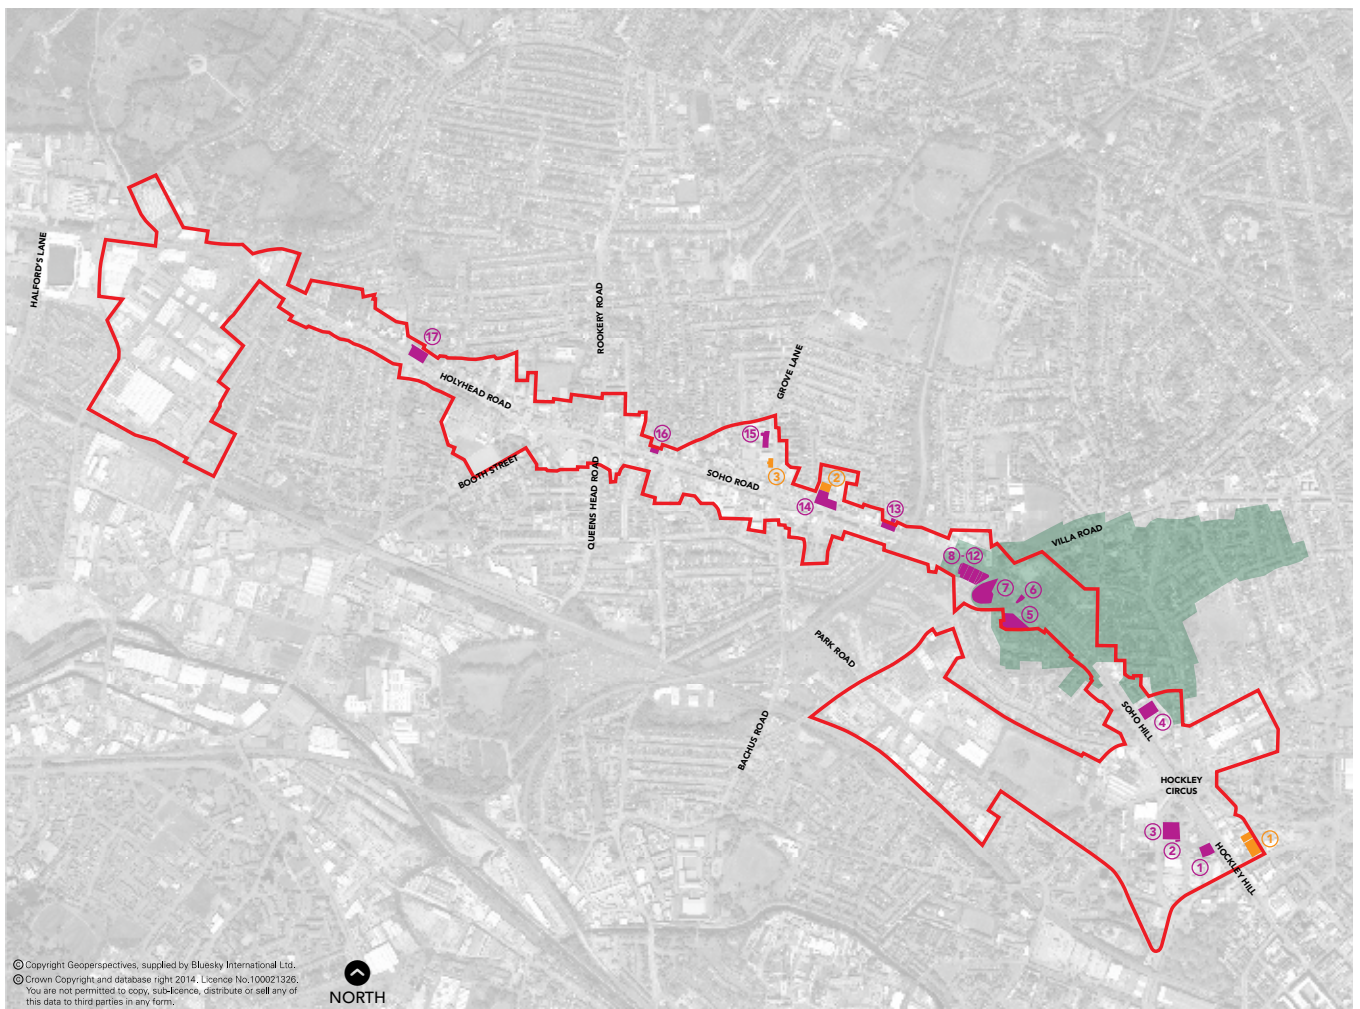 HALFORD'S LANE
ROOKERY ROAD
17
HOLYHEAD ROAD
GROVE LANE
16
15
BOOTH STREET
QUEENS HEAD ROAD
SOHO ROAD
3
2
14
13
VILLA ROAD
8 - 12
7
6
5
PARK ROAD
SOHO HILL
4
BACHUS ROAD
HOCKLEY
CIRCUS
3
2
1
1
HOCKLEY HILL
© Copyright Geoperspectives, supplied by Bluesky International Ltd.
© Crown Copyright and database right 2014. Licence No.100021326.
You are not permitted to copy, sub-licence, distribute or sell any of
this data to third parties in any form.
NORTH